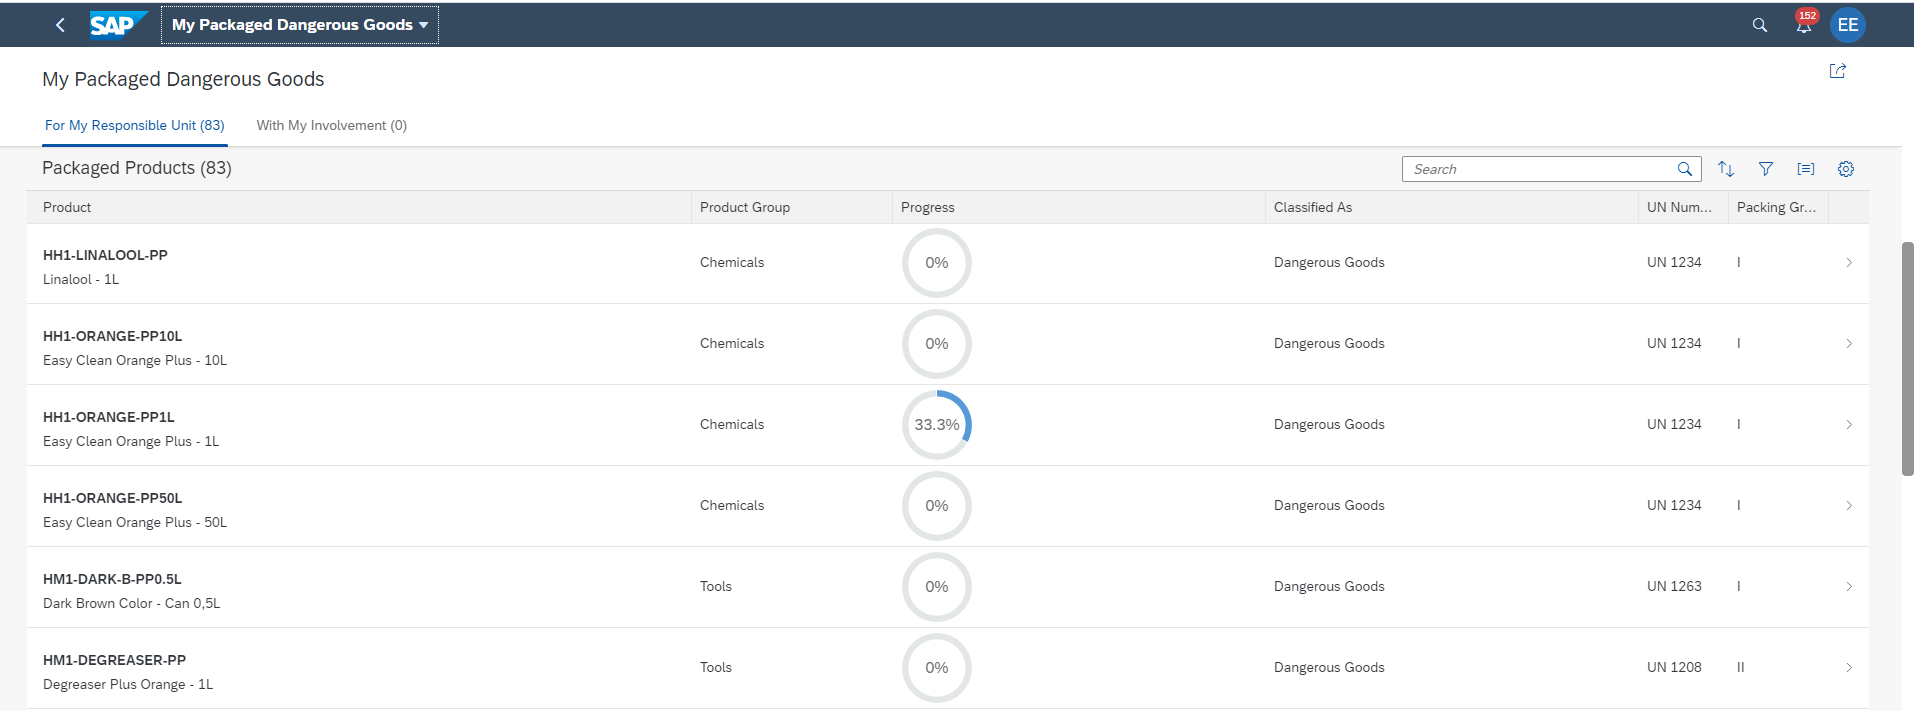 SAP My Packaged Dangerous Goods 152 EE
My Packaged Dangerous Goods
For My Responsible Unit (83) With My Involvement (0)
Packaged Products (83) Search
Product Product Group Progress Classified As UN Num... Packing Gr...
HH1-LINALOOL-PP
Linalool - 1L
Chemicals 0% Dangerous Goods UN 1234 I
HH1-ORANGE-PP10L
Easy Clean Orange Plus - 10L
Chemicals 0% Dangerous Goods UN 1234 I
HH1-ORANGE-PP1L
Easy Clean Orange Plus - 1L
Chemicals 33.3% Dangerous Goods UN 1234 I
HH1-ORANGE-PP50L
Easy Clean Orange Plus - 50L
Chemicals 0% Dangerous Goods UN 1234 I
HM1-DARK-B-PP0.5L
Dark Brown Color - Can 0,5L
Tools 0% Dangerous Goods UN 1263 I
HM1-DEGREASER-PP
Degreaser Plus Orange - 1L
Tools 0% Dangerous Goods UN 1208 II